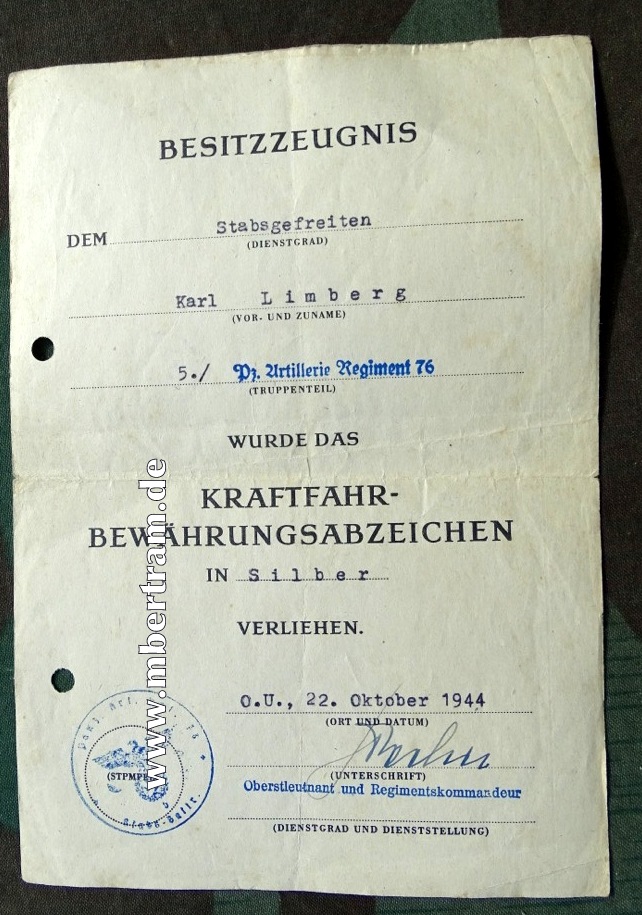 BESITZZEUGNIS
DEM Stabsgefreiten
(DIENSTGRAD)
Karl Limberg
(VOR- UND ZUNAME)
5./ Pz. Artillerie Regiment 76
(TRUPPENTEIL)
WURDE DAS
KRAFTFAHR-
BEWÄHRUNGSABZEICHEN
IN Silber
VERLIEHEN.
O.U., 22. Oktober 1944
(ORT UND DATUM)
(UNTERSCHRIFT)
Oberstleutnant und Regimentskommandeur
(DIENSTGRAD UND DIENSTSTELLUNG)
www.mbertram.de